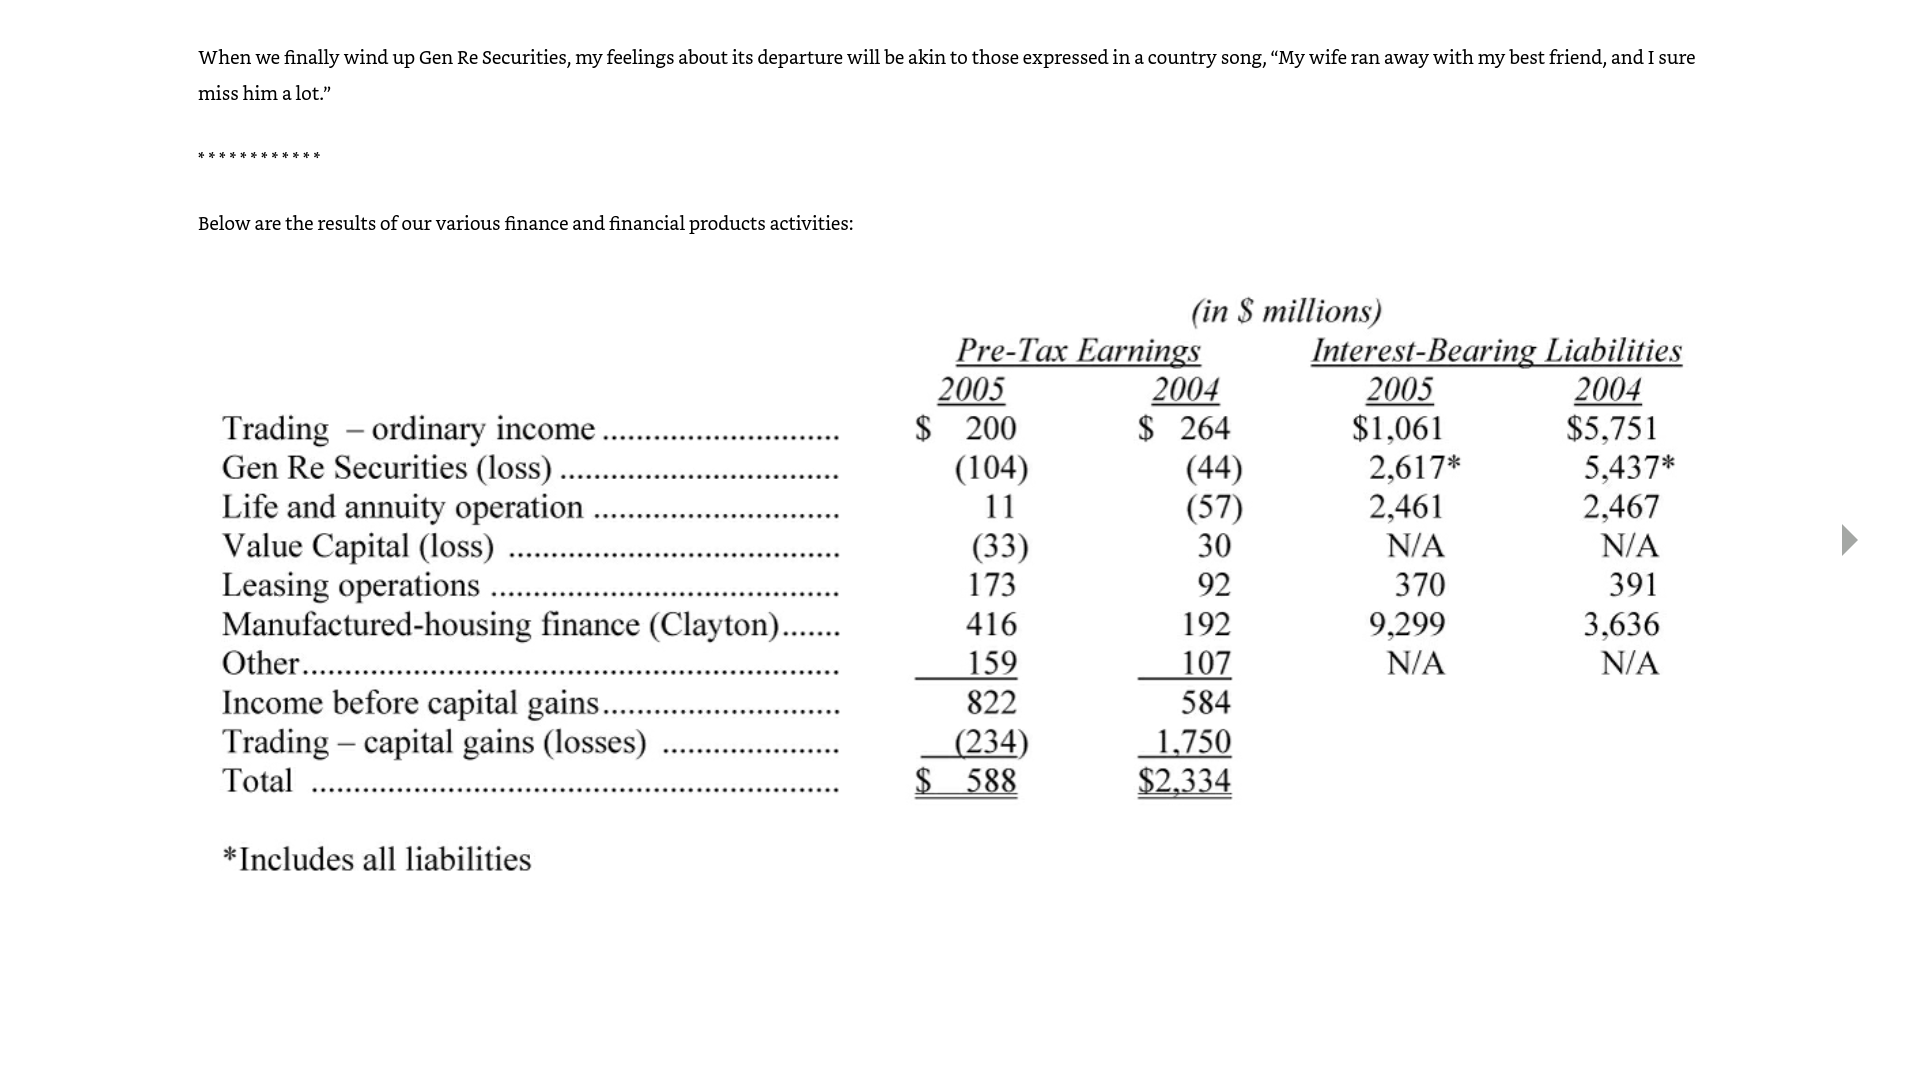 When we finally wind up Gen Re Securities, my feelings about its departure will be akin to those expressed in a country song, “My wife ran away with my best friend, and I sure
miss him a lot.”
************
Below are the results of our various finance and financial products activities:
(in $ millions)
Pre-Tax Earnings Interest-Bearing Liabilities
2005 2004 2005 2004
Trading – ordinary income ............................ $ 200 $ 264 $1,061 $5,751
Gen Re Securities (loss) ................................. (104) (44) 2,617* 5,437*
Life and annuity operation ............................. 11 (57) 2,461 2,467
Value Capital (loss) ....................................... (33) 30 N/A N/A
Leasing operations ......................................... 173 92 370 391
Manufactured-housing finance (Clayton)....... 416 192 9,299 3,636
Other............................................................... 159 107 N/A N/A
Income before capital gains............................ 822 584
Trading – capital gains (losses) ..................... (234) 1,750
Total .............................................................. $ 588 $2,334
*Includes all liabilities